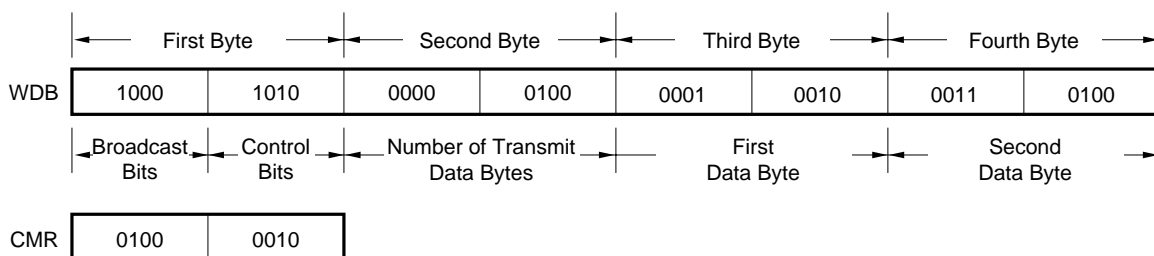 First Byte Second Byte Third Byte Fourth Byte
WDB 1000 1010 0000 0100 0001 0010 0011 0100
Broadcast Bits Control Bits Number of Transmit Data Bytes First Data Byte Second Data Byte
CMR 0100 0010